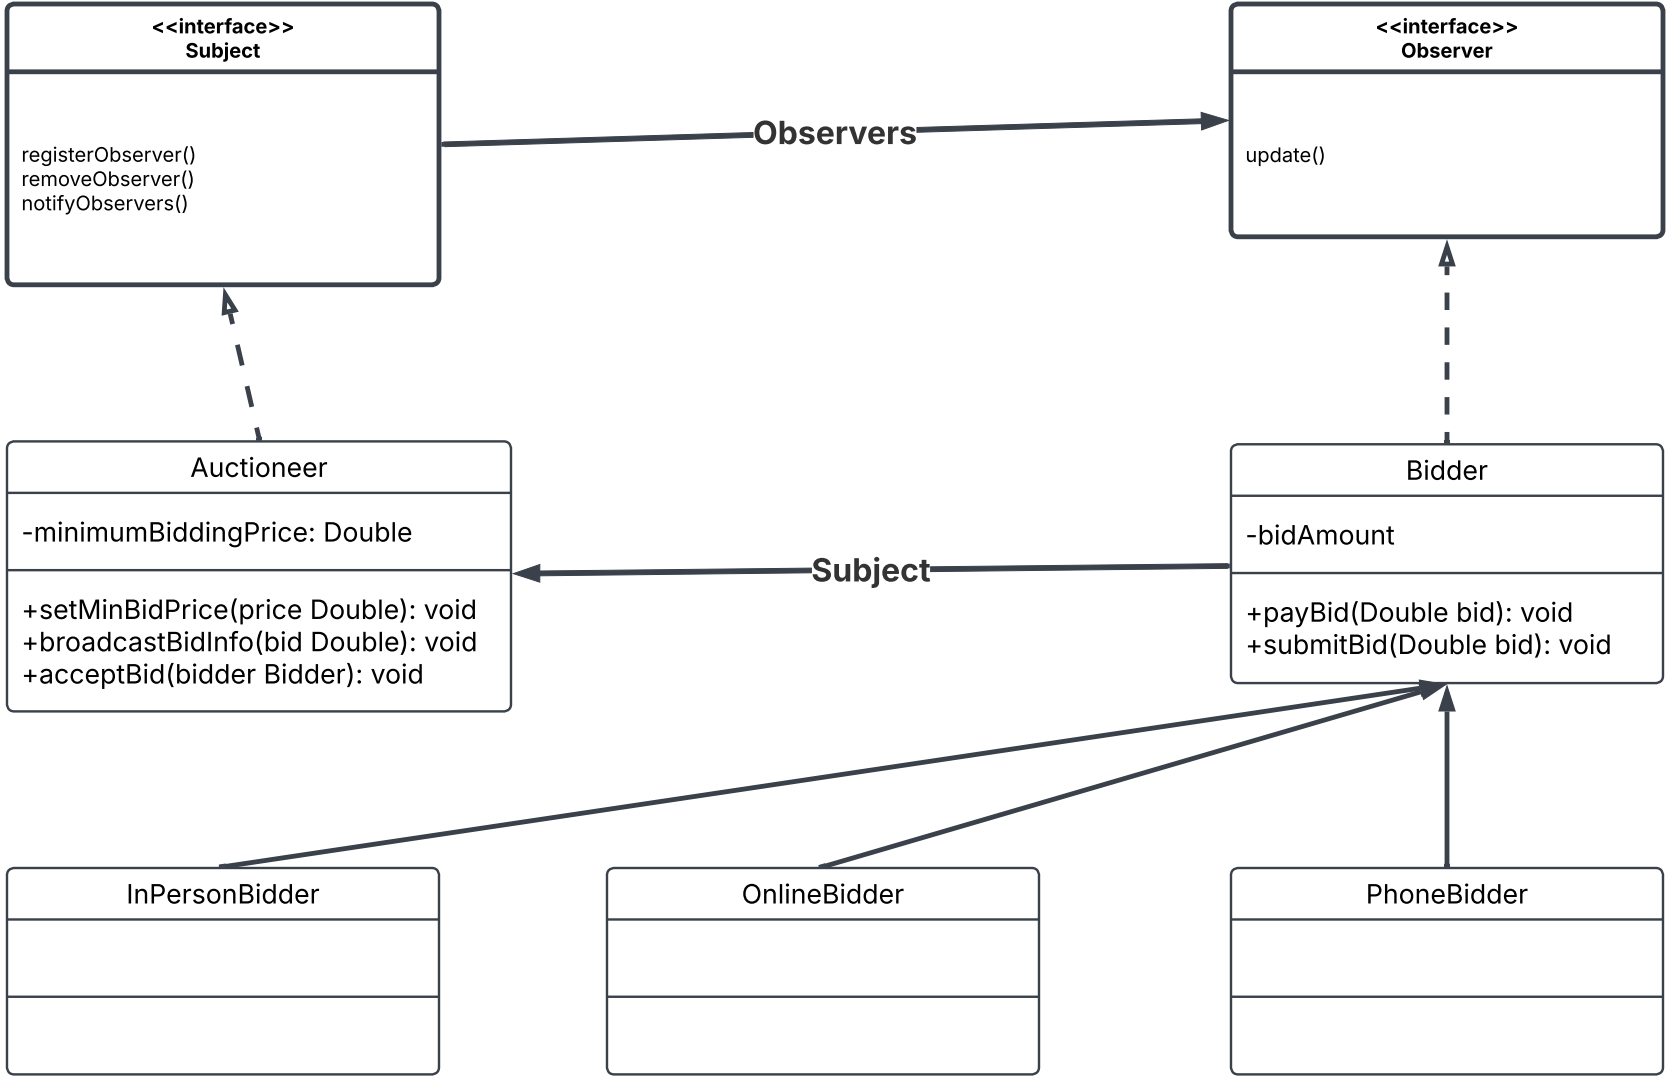 <<interface>>
Subject
registerObserver()
removeObserver()
notifyObservers()
Observers
<<interface>>
Observer
update()
Auctioneer
-minimumBiddingPrice: Double
+setMinBidPrice(price Double): void
+broadcastBidInfo(bid Double): void
+acceptBid(bidder Bidder): void
Subject
Bidder
-bidAmount
+payBid(Double bid): void
+submitBid(Double bid): void
InPersonBidder
OnlineBidder
PhoneBidder